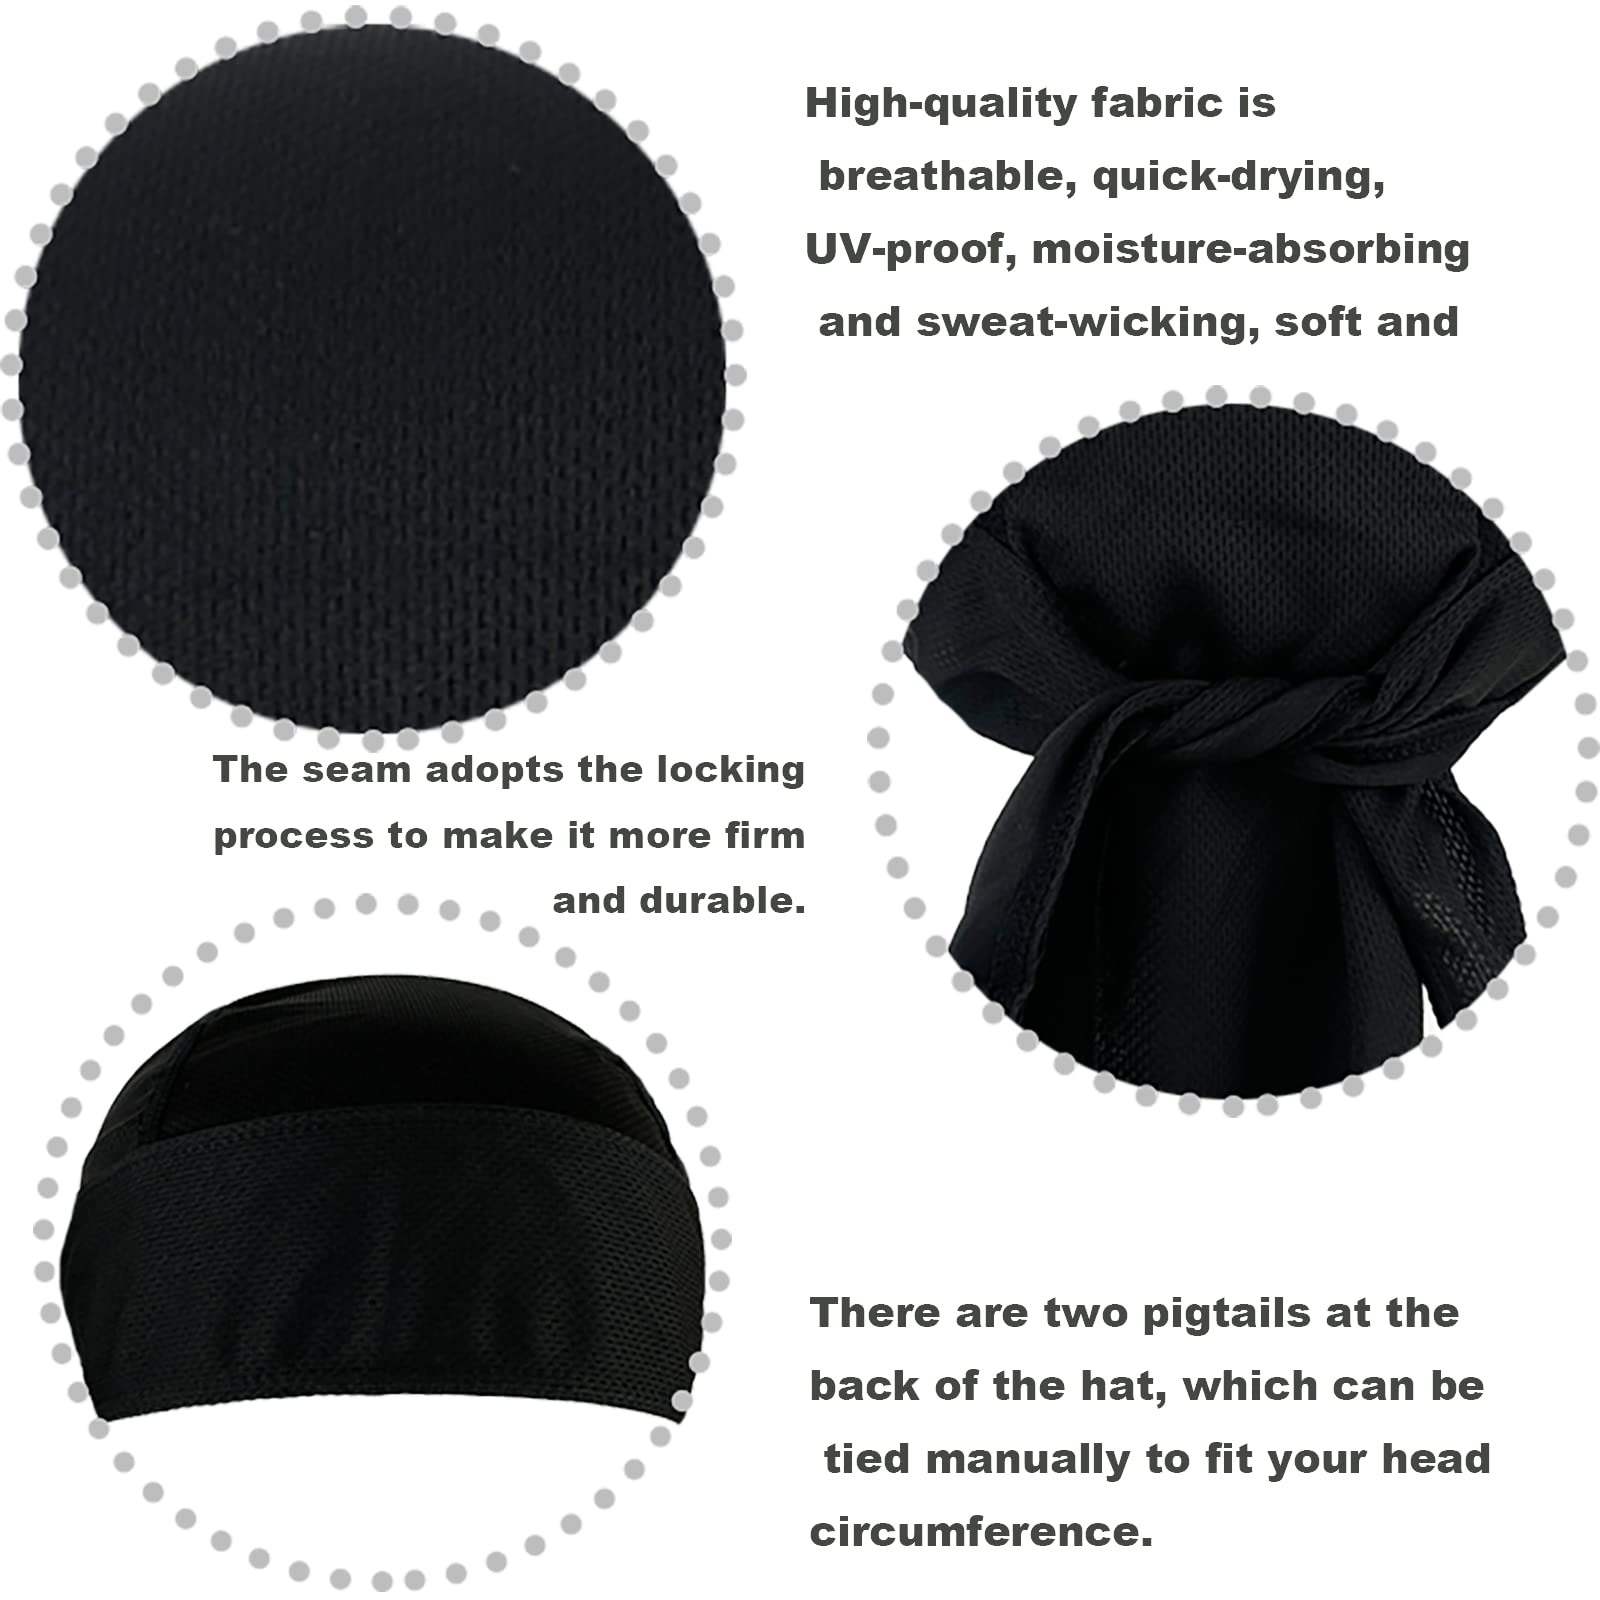 High-quality fabric is
breathable, quick-drying,
UV-proof, moisture-absorbing
and sweat-wicking, soft and
The seam adopts the locking
process to make it more firm
and durable.
There are two pigtails at the
back of the hat, which can be
tied manually to fit your head
circumference.